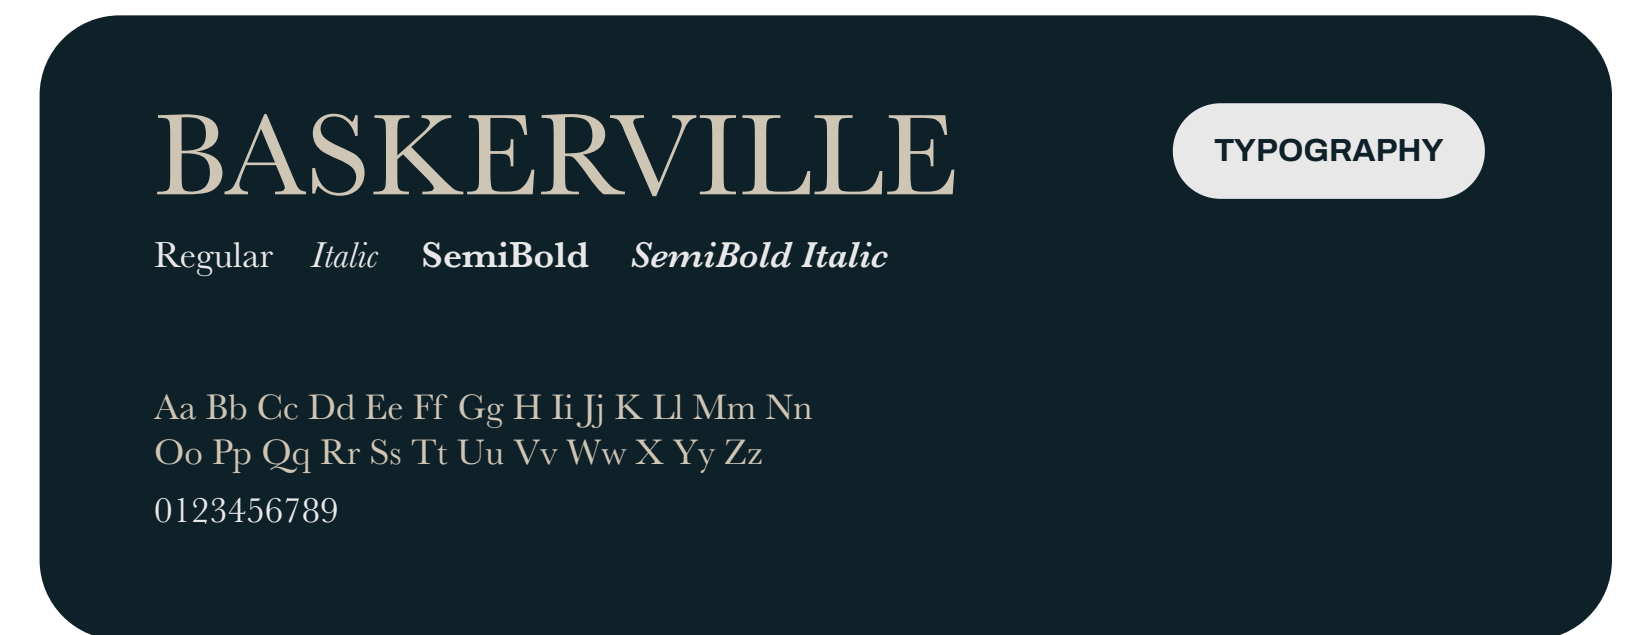 BASKERVILLE
TYPOGRAPHY
Regular Italic SemiBold SemiBold Italic
Aa Bb Cc Dd Ee Ff Gg H Ii Jj K Ll Mm Nn
Oo Pp Qq Rr Ss Tt Uu Vv Ww X Yy Zz
0123456789